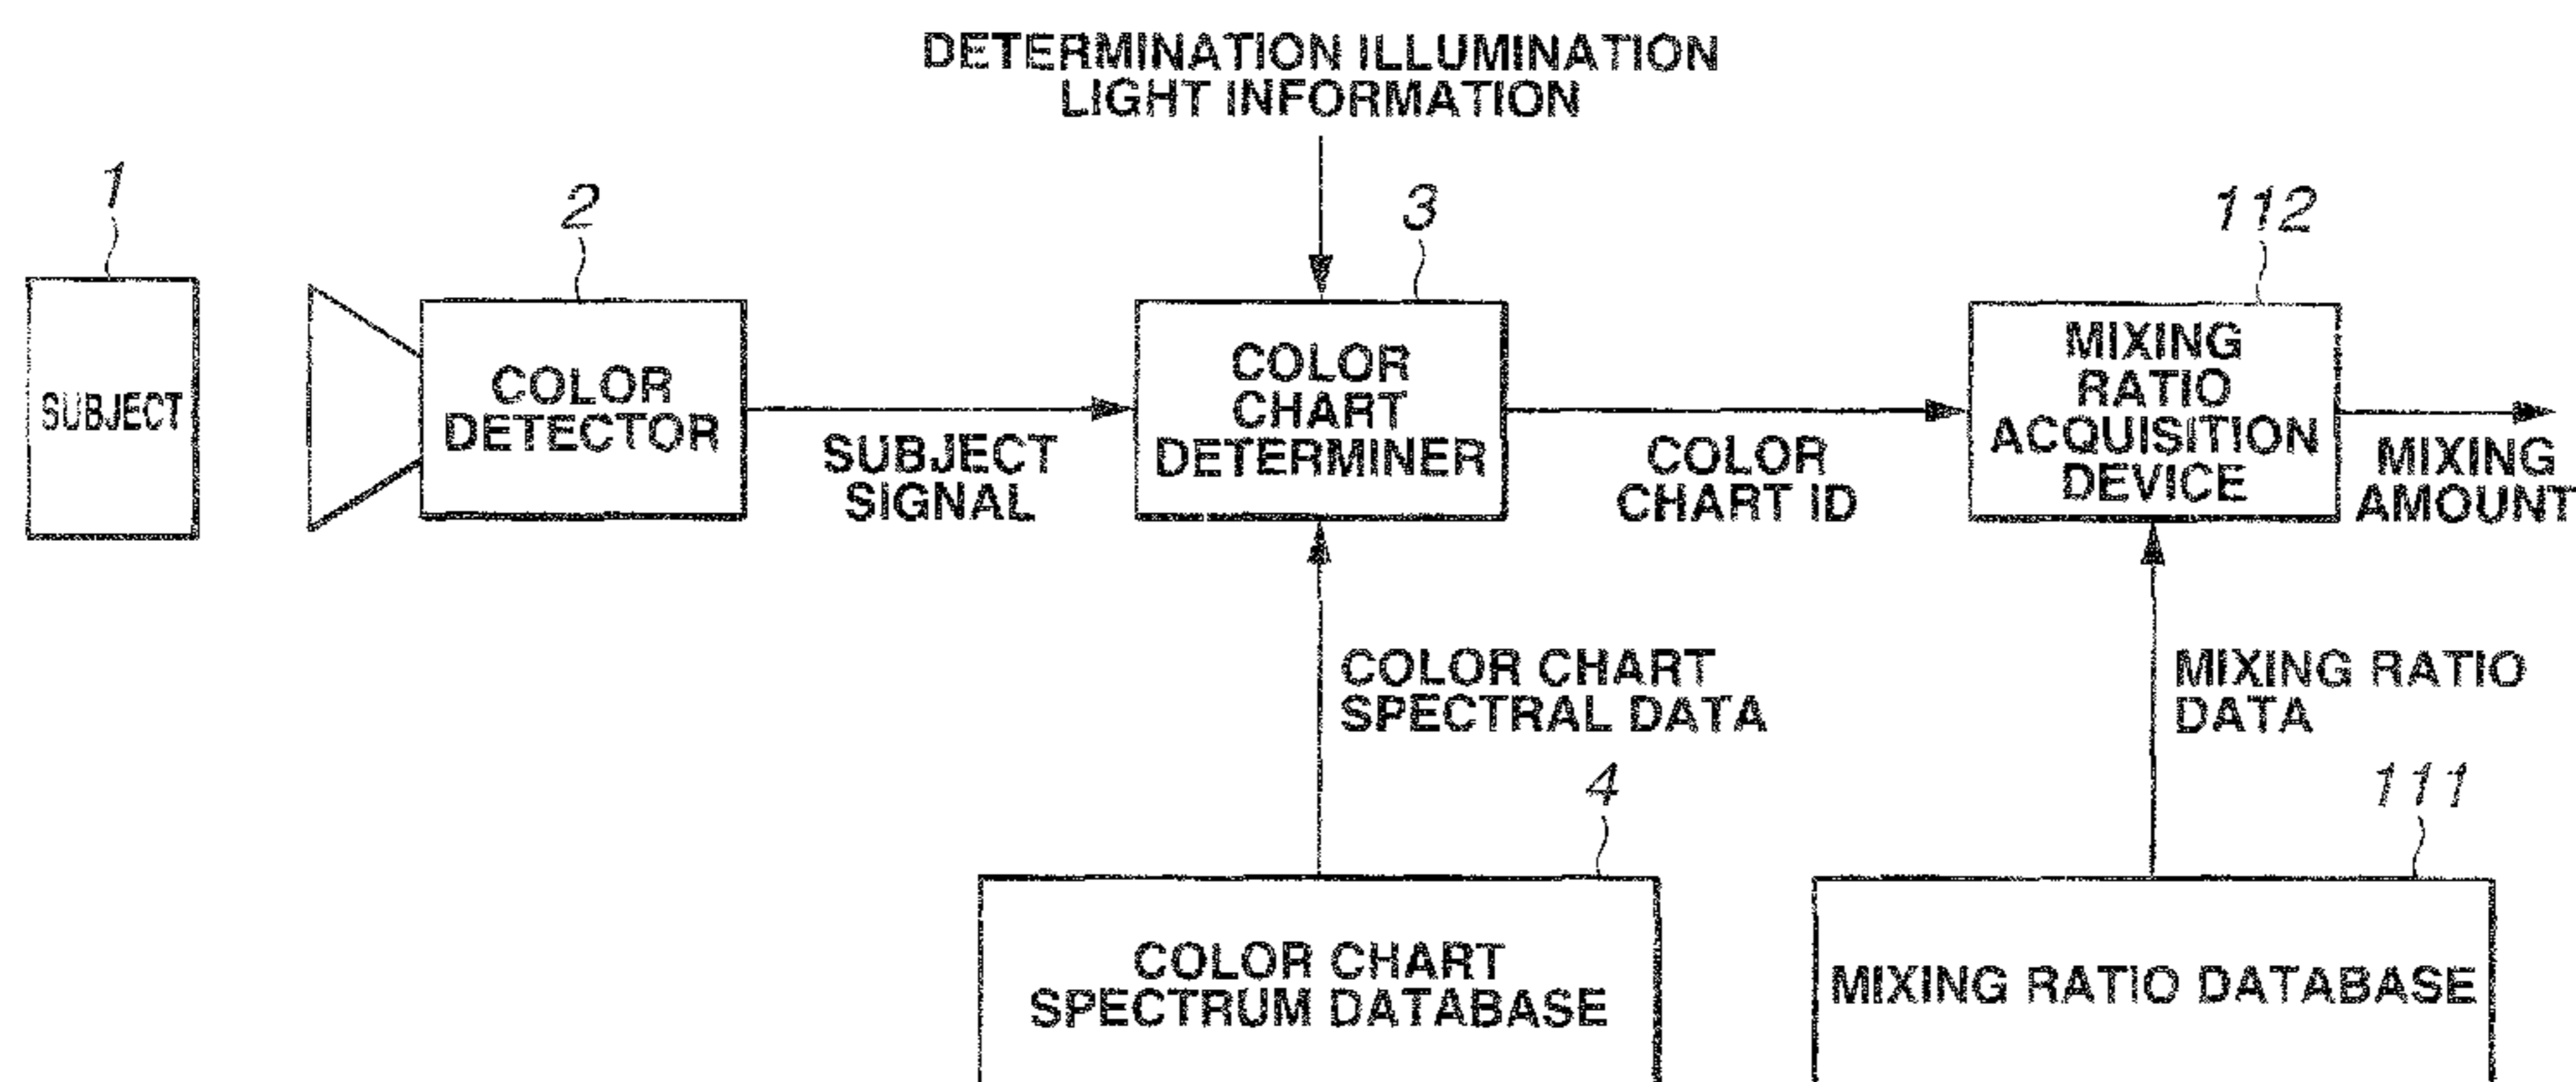 DETERMINATION ILLUMINATION
LIGHT INFORMATION
1
2
3
112
SUBJECT
COLOR
DETECTOR
SUBJECT
SIGNAL
COLOR
CHART
DETERMINER
COLOR
CHART ID
MIXING
RATIO
ACQUISITION
DEVICE
MIXING
AMOUNT
COLOR CHART
SPECTRAL DATA
MIXING RATIO
DATA
4
111
COLOR CHART
SPECTRUM DATABASE
MIXING RATIO DATABASE